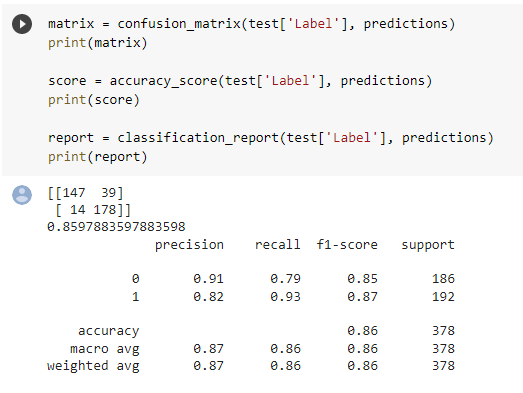 matrix = confusion_matrix(test['Label'], predictions)
print(matrix)
score = accuracy_score(test['Label'], predictions)
print(score)
report = classification_report(test['Label'], predictions)
print(report)
[[147  39]
 [ 14 178]]
0.8597883597883598
              precision    recall  f1-score   support
           0       0.91      0.79      0.85       186
           1       0.82      0.93      0.87       192
    accuracy                           0.86       378
   macro avg       0.87      0.86      0.86       378
weighted avg       0.87      0.86      0.86       378